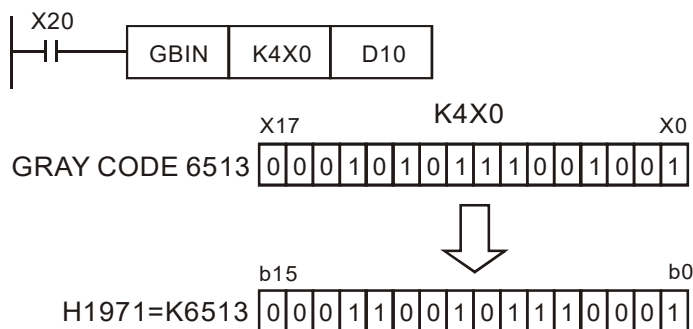 X20
GBIN K4X0 D10
K4X0
X17 X0
GRAY CODE 6513 0 0 0 1 0 1 0 1 1 1 0 0 1 0 0 1
b15 b0
H1971=K6513 0 0 0 1 1 0 0 1 0 1 1 1 0 0 0 1